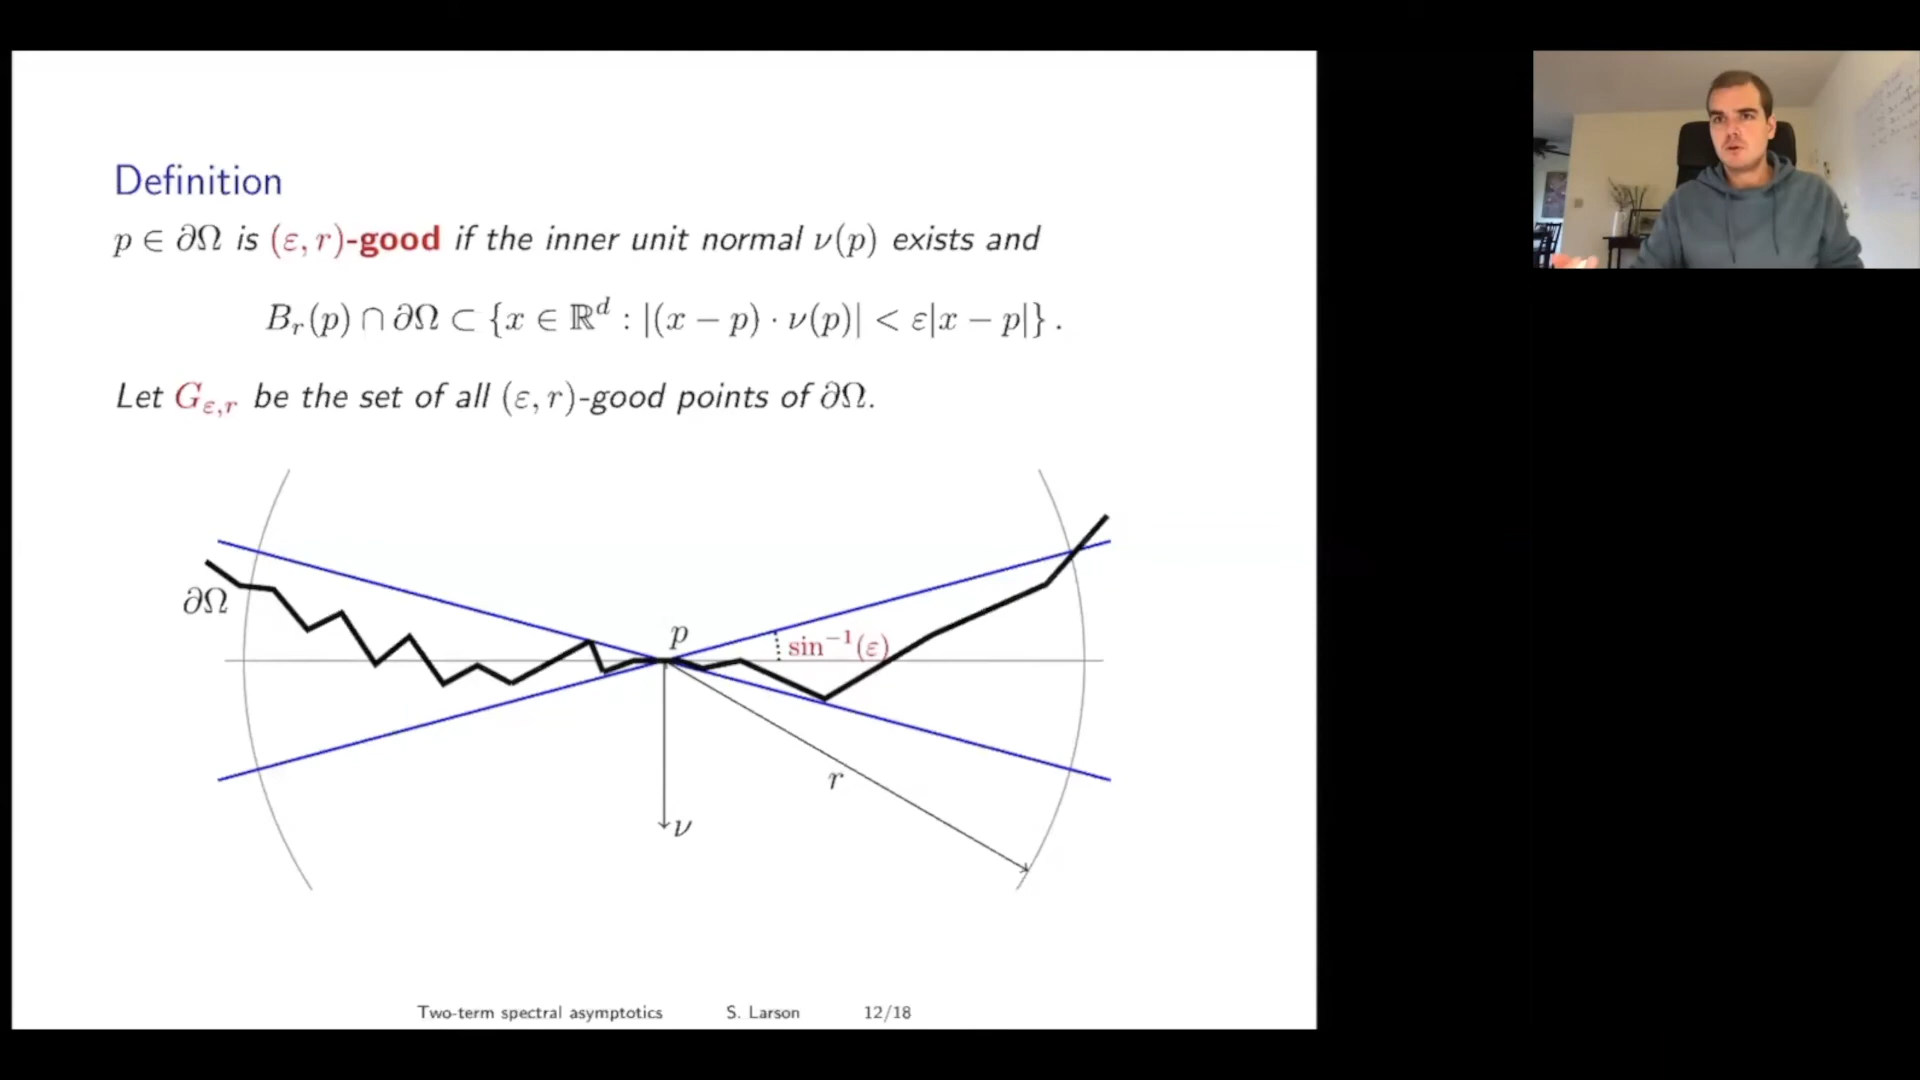 Definition
p ∈ ∂Ω is (ε, r)-good if the inner unit normal ν(p) exists and
B_r(p) ∩ ∂Ω ⊂ {x ∈ ℝ^d : |(x − p) · ν(p)| < ε|x − p|} .
Let G_{ε,r} be the set of all (ε, r)-good points of ∂Ω.
∂Ω
p
sin^{−1}(ε)
r
ν
Two-term spectral asymptotics S. Larson 12/18